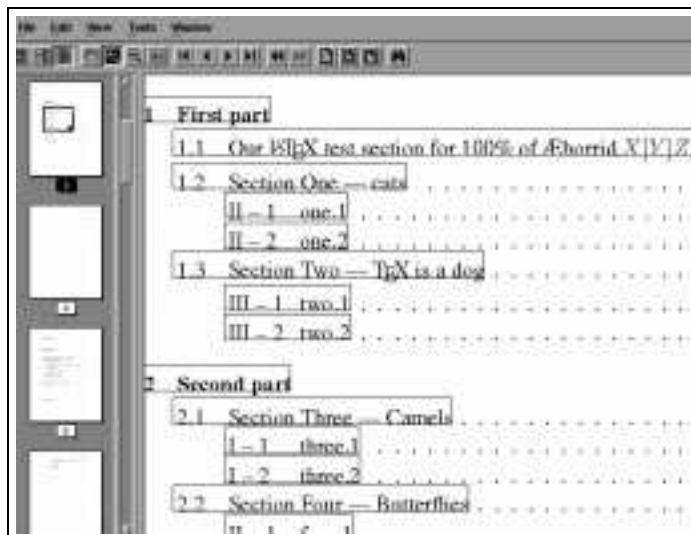 File Edit View Tools Window
1 First part
1.1 Our LaTeX test section for 100% of Æhorrid X[Y]Z
1.2 Section One — cats . . . . . . . . . . . . . . . . . . . .
II – 1 one.1 . . . . . . . . . . . . . . . . . . . . . . .
II – 2 one.2 . . . . . . . . . . . . . . . . . . . . . . .
1.3 Section Two — TeX is a dog . . . . . . . . . . . . . .
III – 1 two.1 . . . . . . . . . . . . . . . . . . . . . . .
III – 2 two.2 . . . . . . . . . . . . . . . . . . . . . . .
2 Second part
2.1 Section Three — Camels . . . . . . . . . . . . . . . .
I – 1 three.1 . . . . . . . . . . . . . . . . . . . . . . .
I – 2 three.2 . . . . . . . . . . . . . . . . . . . . . . .
2.2 Section Four — Butterflies . . . . . . . . . . . . . . .